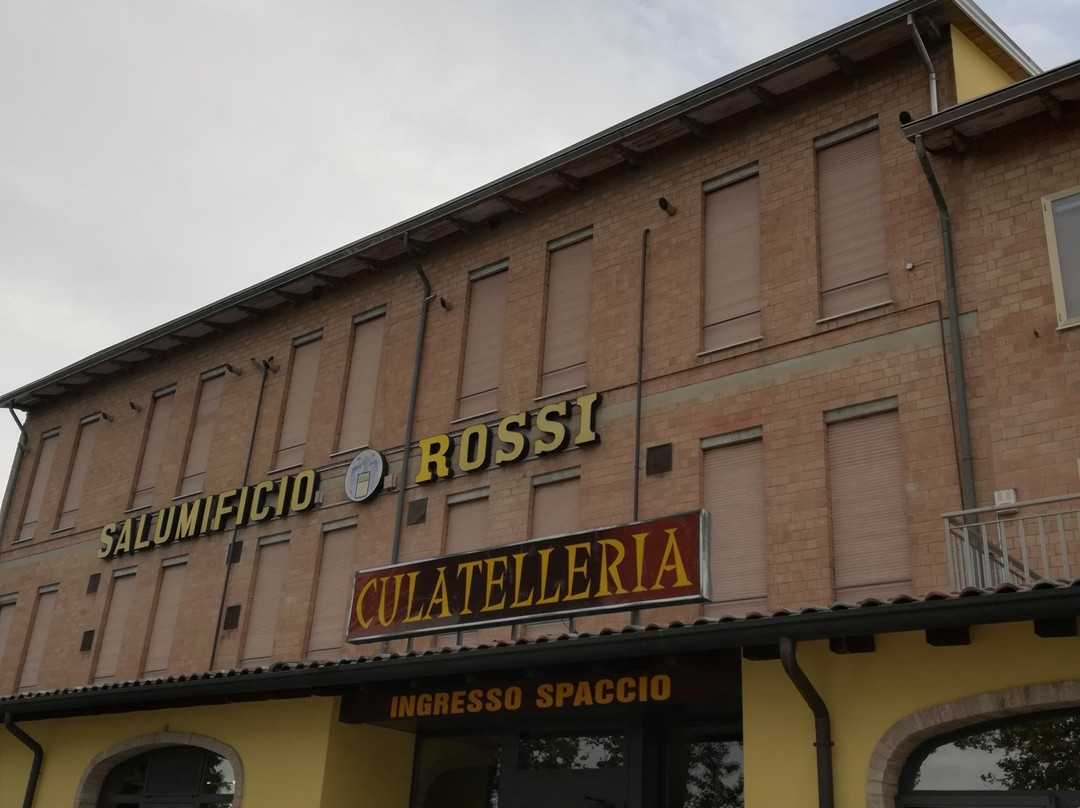 SALUMIFICIO ROSSI
CULATELLERIA
INGRESSO SPACCIO